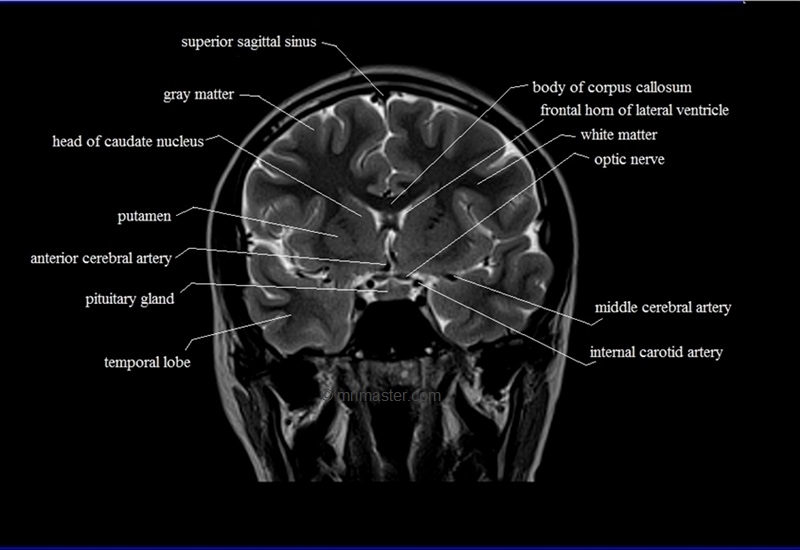 superior sagittal sinus
gray matter
head of caudate nucleus
putamen
anterior cerebral artery
pituitary gland
temporal lobe
body of corpus callosum
frontal horn of lateral ventricle
white matter
optic nerve
middle cerebral artery
internal carotid artery
© mrimaster.com